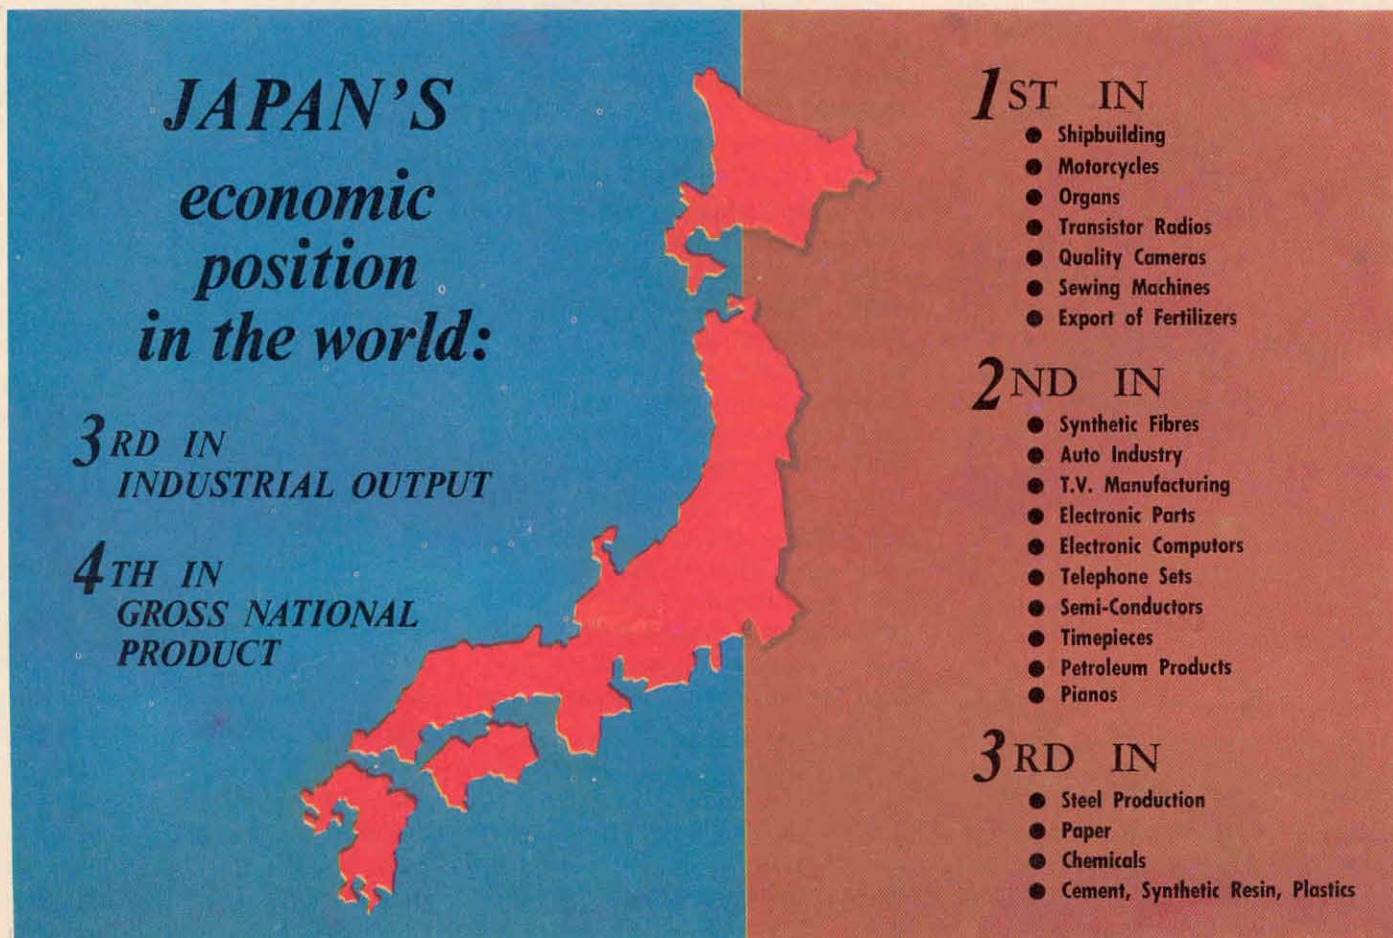 JAPAN'S
economic
position
in the world:
3RD IN
INDUSTRIAL OUTPUT
4TH IN
GROSS NATIONAL
PRODUCT
1ST IN
● Shipbuilding
● Motorcycles
● Organs
● Transistor Radios
● Quality Cameras
● Sewing Machines
● Export of Fertilizers
2ND IN
● Synthetic Fibres
● Auto Industry
● T.V. Manufacturing
● Electronic Parts
● Electronic Computors
● Telephone Sets
● Semi-Conductors
● Timepieces
● Petroleum Products
● Pianos
3RD IN
● Steel Production
● Paper
● Chemicals
● Cement, Synthetic Resin, Plastics